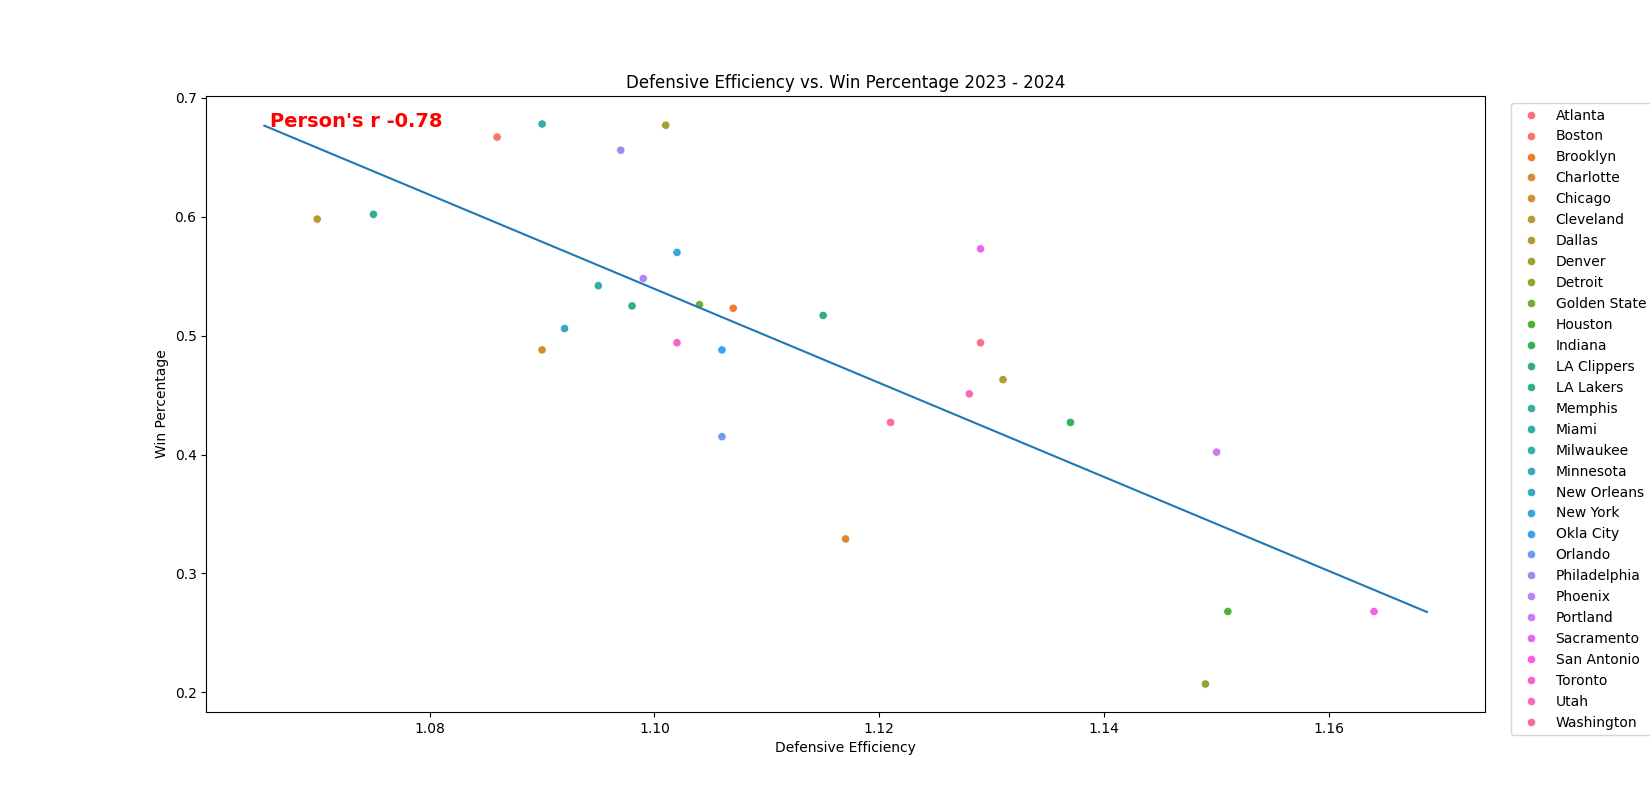 Defensive Efficiency vs. Win Percentage 2023 - 2024
Person's r -0.78
0.7
0.6
0.5
0.4
0.3
0.2
Win Percentage
1.08
1.10
1.12
1.14
1.16
Defensive Efficiency
Atlanta
Boston
Brooklyn
Charlotte
Chicago
Cleveland
Dallas
Denver
Detroit
Golden State
Houston
Indiana
LA Clippers
LA Lakers
Memphis
Miami
Milwaukee
Minnesota
New Orleans
New York
Okla City
Orlando
Philadelphia
Phoenix
Portland
Sacramento
San Antonio
Toronto
Utah
Washington